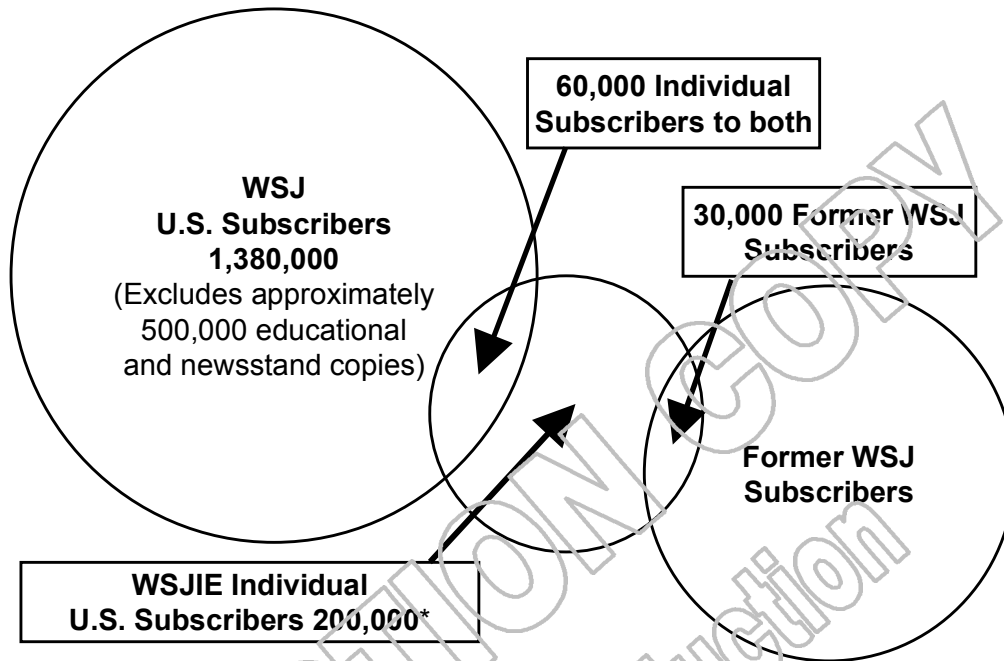 60,000 Individual
Subscribers to both
WSJ
U.S. Subscribers
1,380,000
(Excludes approximately
500,000 educational
and newsstand copies)
30,000 Former WSJ
Subscribers
Former WSJ
Subscribers
WSJIE Individual
U.S. Subscribers 200,000*
COPY